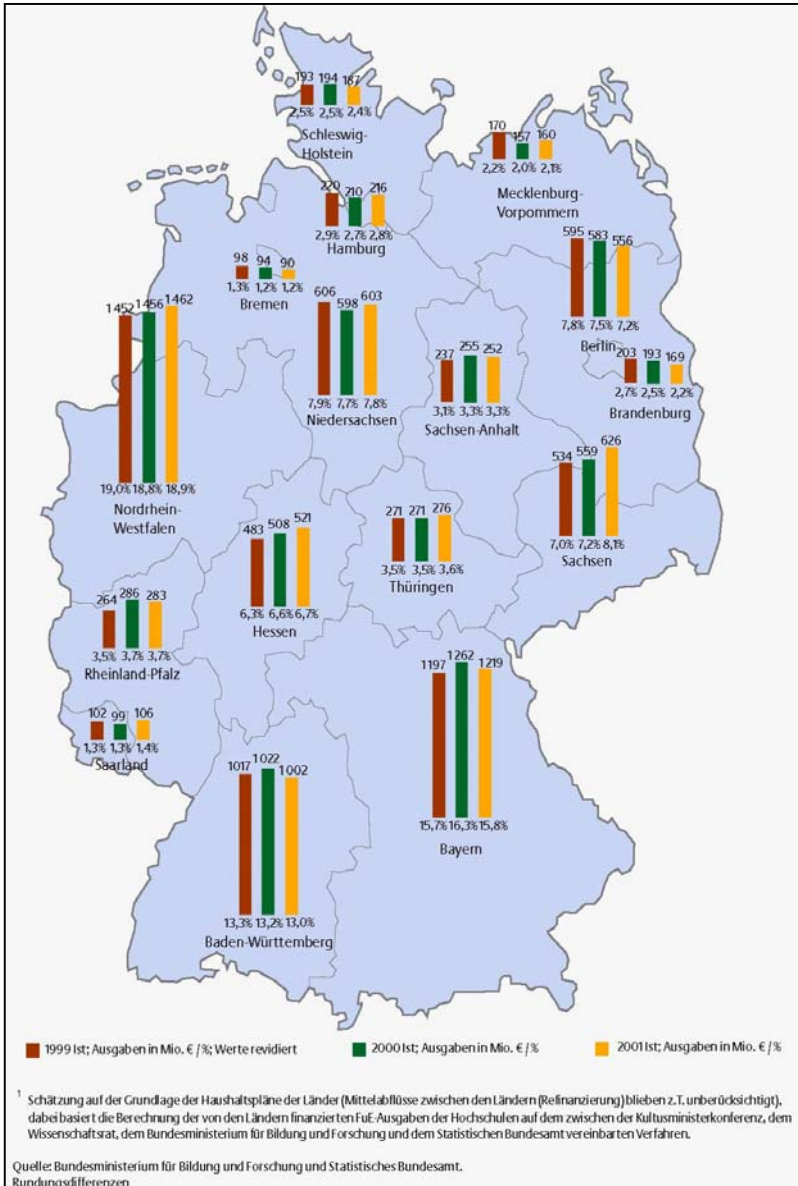 193 194 187
2,5% 2,5% 2,4%
Schleswig-
Holstein
170 157 160
2,2% 2,0% 2,1%
Mecklenburg-
Vorpommern
220 210 216
2,9% 2,7% 2,8%
Hamburg
98 94 90
1,3% 1,2% 1,2%
Bremen
595 583 556
7,8% 7,5% 7,2%
Berlin
1 452 1 456 1 462
19,0% 18,8% 18,9%
Nordrhein-
Westfalen
606 598 603
7,9% 7,7% 7,8%
Niedersachsen
237 255 252
3,1% 3,3% 3,3%
Sachsen-Anhalt
203 193 169
2,7% 2,5% 2,2%
Brandenburg
534 559 626
7,0% 7,2% 8,1%
Sachsen
483 508 521
6,3% 6,6% 6,7%
Hessen
271 271 276
3,5% 3,5% 3,6%
Thüringen
264 286 283
3,5% 3,7% 3,7%
Rheinland-Pfalz
102 99 106
1,3% 1,3% 1,4%
Saarland
1197 1262 1219
15,7% 16,3% 15,8%
Bayern
1017 1 022 1 002
13,3% 13,2% 13,0%
Baden-Württemberg
1999 Ist; Ausgaben in Mio. € / %; Werte revidiert
2000 Ist; Ausgaben in Mio. € / %
2001 Ist; Ausgaben in Mio. € / %
1 Schätzung auf der Grundlage der Haushaltspläne der Länder (Mittelabflüsse zwischen den Ländern (Refinanzierung) blieben z.T. unberücksichtigt),
dabei basiert die Berechnung der von den Ländern finanzierten FuE-Ausgaben der Hochschulen auf dem zwischen der Kultusministerkonferenz, dem
Wissenschaftsrat, dem Bundesministerium für Bildung und Forschung und dem Statistischen Bundesamt vereinbarten Verfahren.
Quelle: Bundesministerium für Bildung und Forschung und Statistisches Bundesamt.
Rundungsdifferenzen